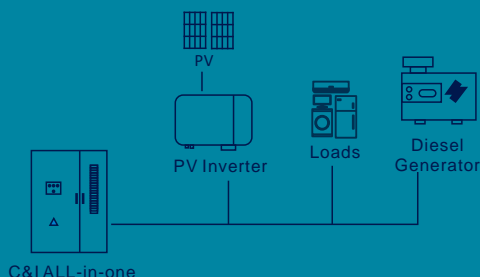 PV
PV Inverter
Loads
Diesel
Generator
C&I ALL-in-one